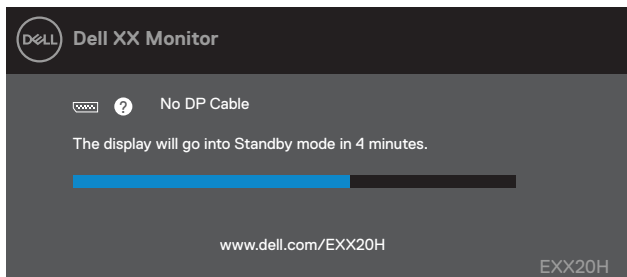 DELL Dell XX Monitor
? No DP Cable
The display will go into Standby mode in 4 minutes.
www.dell.com/EXX20H
EXX20H